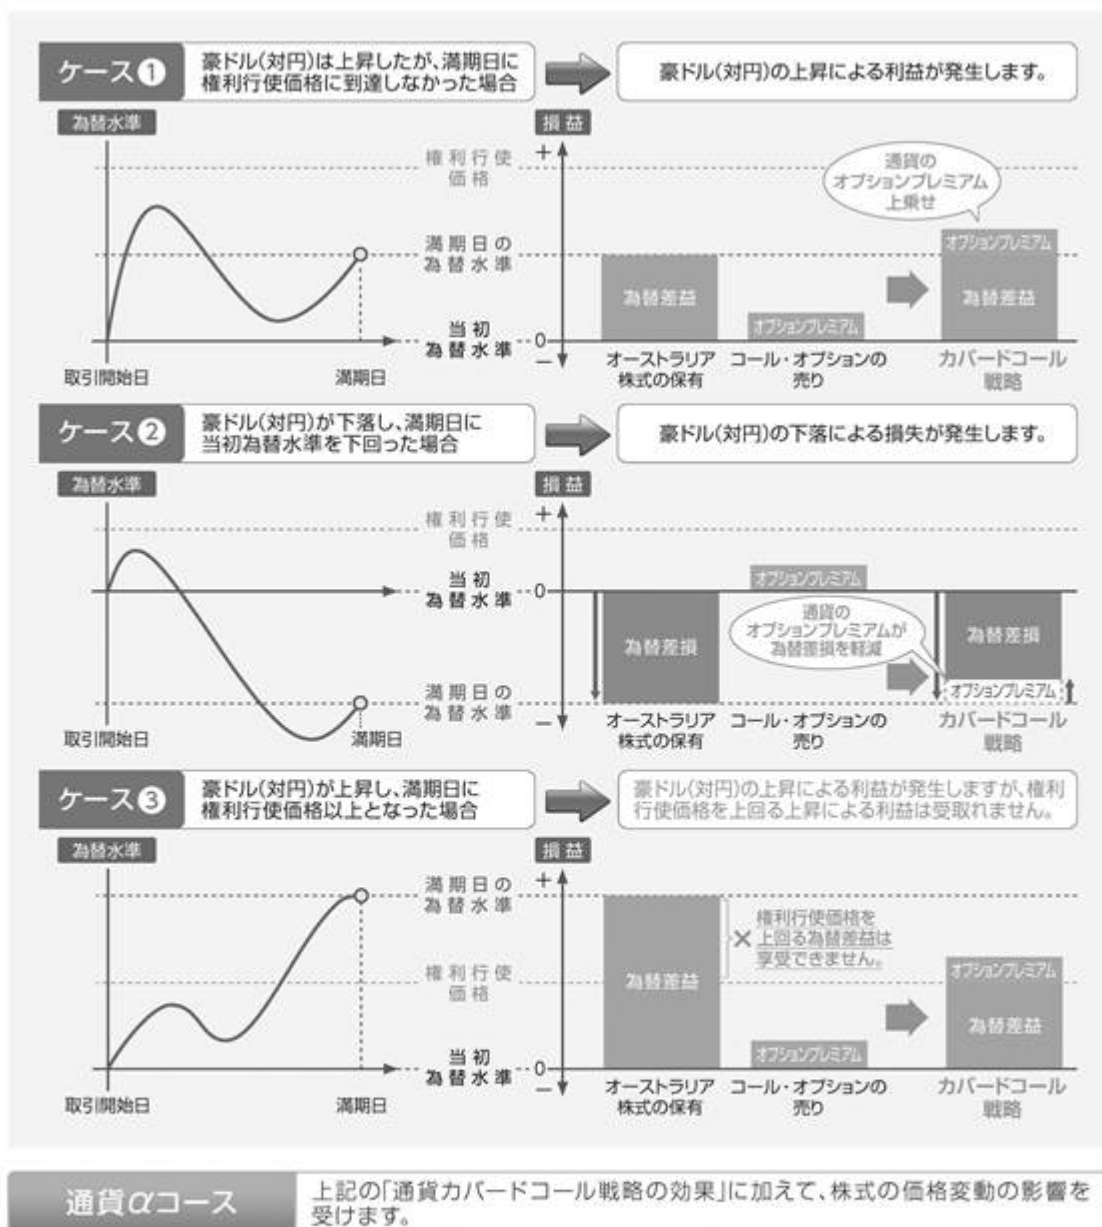 ケース❶
豪ドル(対円)は上昇したが、満期日に
権利行使価格に到達しなかった場合
豪ドル(対円)の上昇による利益が発生します。
為替水準
損益
権利行使
価格
満期日の
為替水準
当初
為替水準
取引開始日
満期日
+
0
−
通貨の
オプションプレミアム
上乗せ
為替差益
オプションプレミアム
オプションプレミアム
為替差益
オーストラリア
株式の保有
コール・オプションの
売り
カバードコール
戦略
ケース❷
豪ドル(対円)が下落し、満期日に
当初為替水準を下回った場合
豪ドル(対円)の下落による損失が発生します。
為替水準
損益
権利行使
価格
当初
為替水準
満期日の
為替水準
取引開始日
満期日
+
0
−
オプションプレミアム
通貨の
オプションプレミアムが
為替差損を軽減
為替差損
為替差損
オプションプレミアム
オーストラリア
株式の保有
コール・オプションの
売り
カバードコール
戦略
ケース❸
豪ドル(対円)が上昇し、満期日に
権利行使価格以上となった場合
豪ドル(対円)の上昇による利益が発生しますが、権利
行使価格を上回る上昇による利益は受取れません。
為替水準
損益
満期日の
為替水準
権利行使
価格
当初
為替水準
取引開始日
満期日
+
0
−
×
権利行使価格を
上回る為替差益は
享受できません。
為替差益
オプションプレミアム
オプションプレミアム
為替差益
オーストラリア
株式の保有
コール・オプションの
売り
カバードコール
戦略
通貨αコース
上記の「通貨カバードコール戦略の効果」に加えて、株式の価格変動の影響を
受けます。